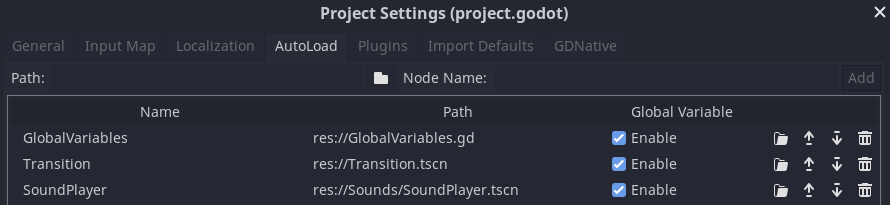 Project Settings (project.godot)
General Input Map Localization AutoLoad Plugins Import Defaults GDNative
Path: Node Name: Add
Name Path Global Variable
GlobalVariables res://GlobalVariables.gd Enable
Transition res://Transition.tscn Enable
SoundPlayer res://Sounds/SoundPlayer.tscn Enable